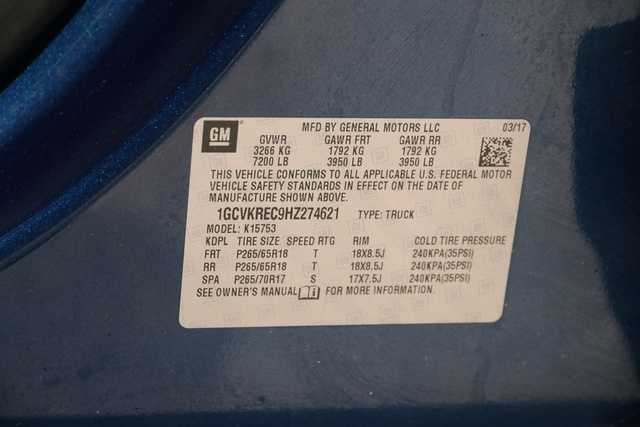 GM
MFD BY GENERAL MOTORS LLC 03/17
GVWR GAWR FRT GAWR RR
3266 KG 1792 KG 1792 KG
7200 LB 3950 LB 3950 LB
THIS VEHICLE CONFORMS TO ALL APPLICABLE U.S. FEDERAL MOTOR
VEHICLE SAFETY STANDARDS IN EFFECT ON THE DATE OF
MANUFACTURE SHOWN ABOVE.
1GCVKREC9HZ274621 TYPE: TRUCK
MODEL: K15753
KDPL TIRE SIZE SPEED RTG RIM COLD TIRE PRESSURE
FRT P265/65R18 T 18X8.5J 240KPA(35PSI)
RR P265/65R18 T 18X8.5J 240KPA(35PSI)
SPA P265/70R17 S 17X7.5J 240KPA(35PSI)
SEE OWNER'S MANUAL FOR MORE INFORMATION.